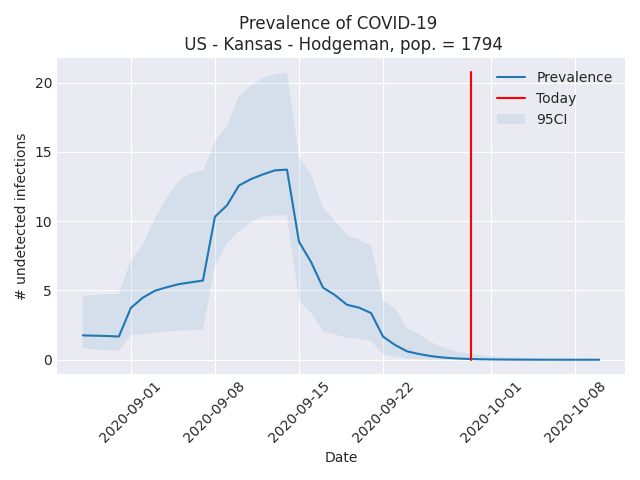 Prevalence of COVID-19
US - Kansas - Hodgeman, pop. = 1794
Prevalence
Today
95CI
# undetected infections
20
15
10
5
0
2020-09-01
2020-09-08
2020-09-15
2020-09-22
2020-10-01
2020-10-08
Date